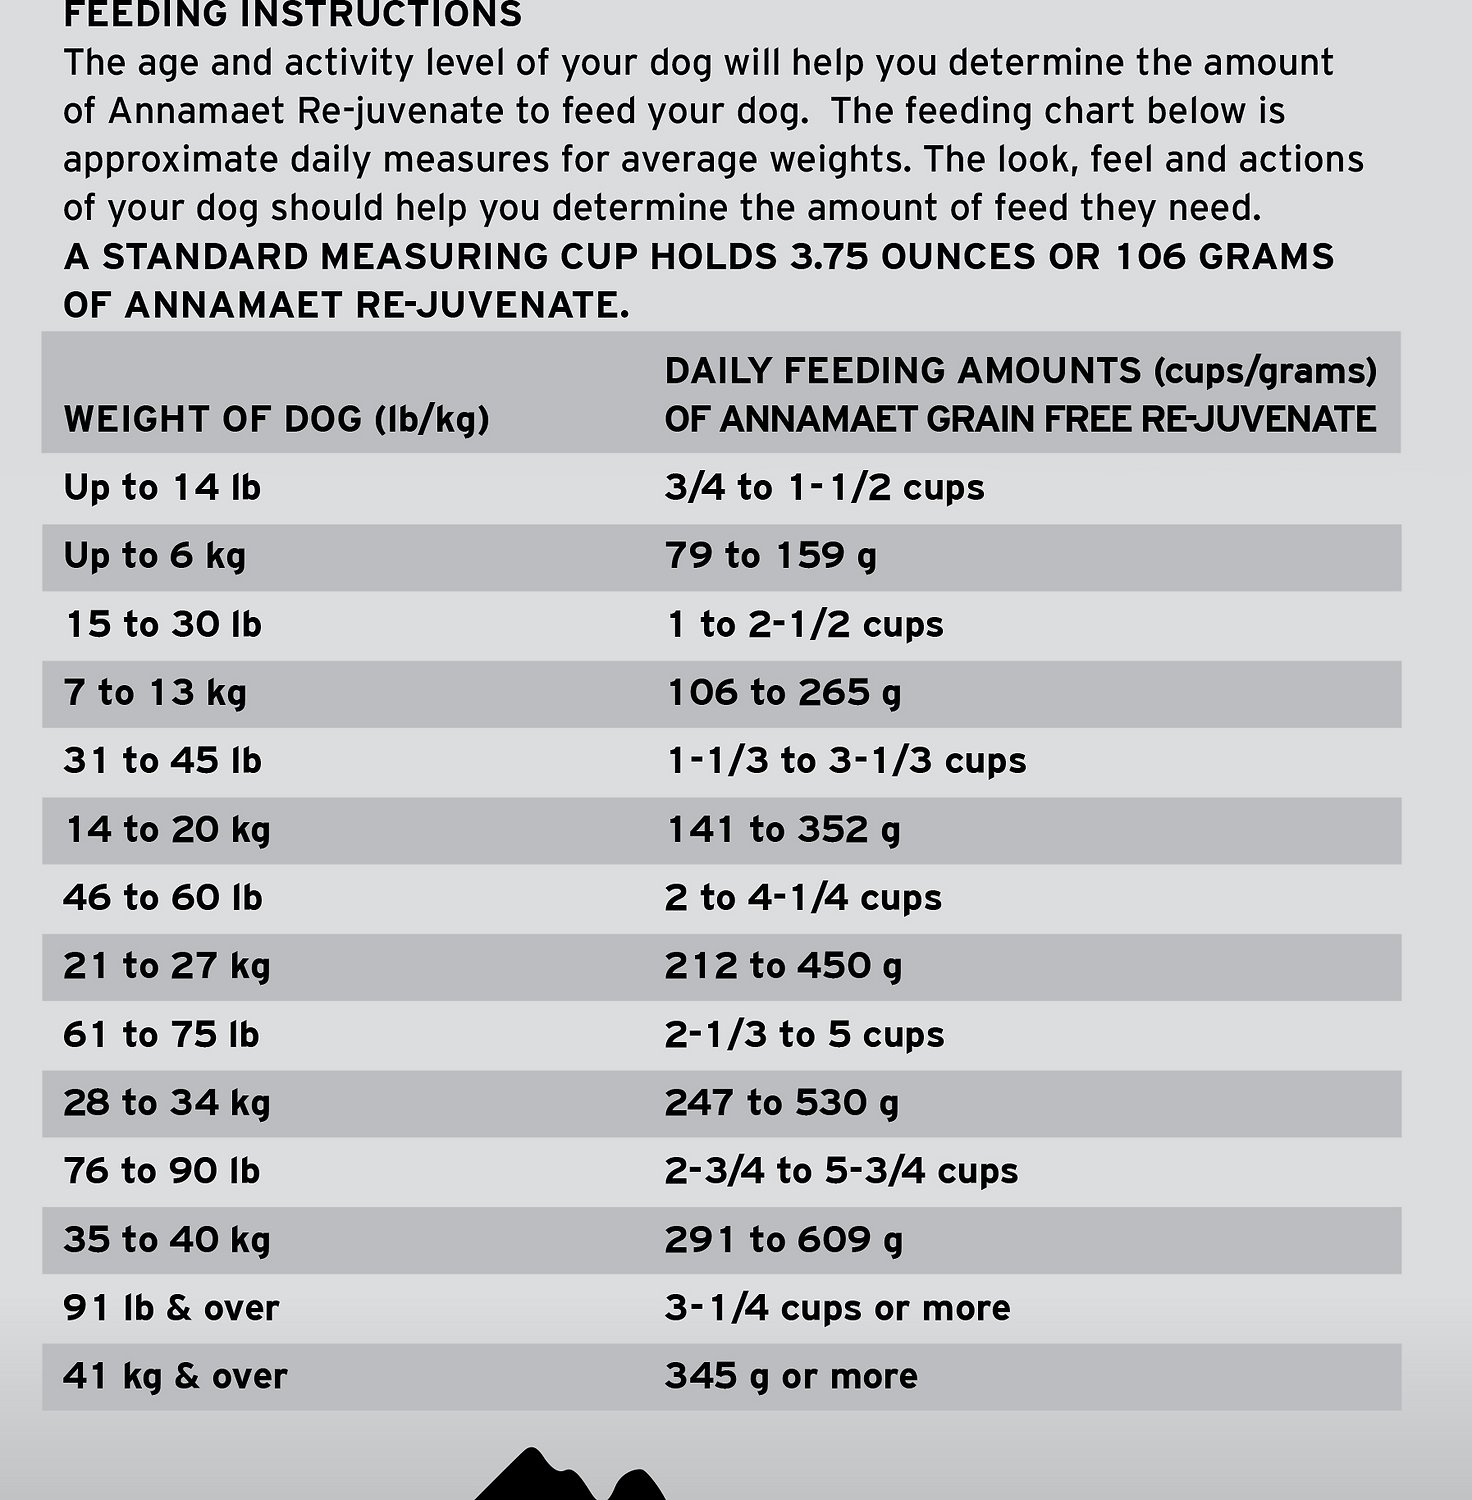 FEEDING INSTRUCTIONS
The age and activity level of your dog will help you determine the amount
of Annamaet Re-juvenate to feed your dog.  The feeding chart below is
approximate daily measures for average weights. The look, feel and actions
of your dog should help you determine the amount of feed they need.
A STANDARD MEASURING CUP HOLDS 3.75 OUNCES OR 106 GRAMS
OF ANNAMAET RE-JUVENATE.
DAILY FEEDING AMOUNTS (cups/grams)
WEIGHT OF DOG (lb/kg) OF ANNAMAET GRAIN FREE RE-JUVENATE
Up to 14 lb 3/4 to 1-1/2 cups
Up to 6 kg 79 to 159 g
15 to 30 lb 1 to 2-1/2 cups
7 to 13 kg 106 to 265 g
31 to 45 lb 1-1/3 to 3-1/3 cups
14 to 20 kg 141 to 352 g
46 to 60 lb 2 to 4-1/4 cups
21 to 27 kg 212 to 450 g
61 to 75 lb 2-1/3 to 5 cups
28 to 34 kg 247 to 530 g
76 to 90 lb 2-3/4 to 5-3/4 cups
35 to 40 kg 291 to 609 g
91 lb & over 3-1/4 cups or more
41 kg & over 345 g or more